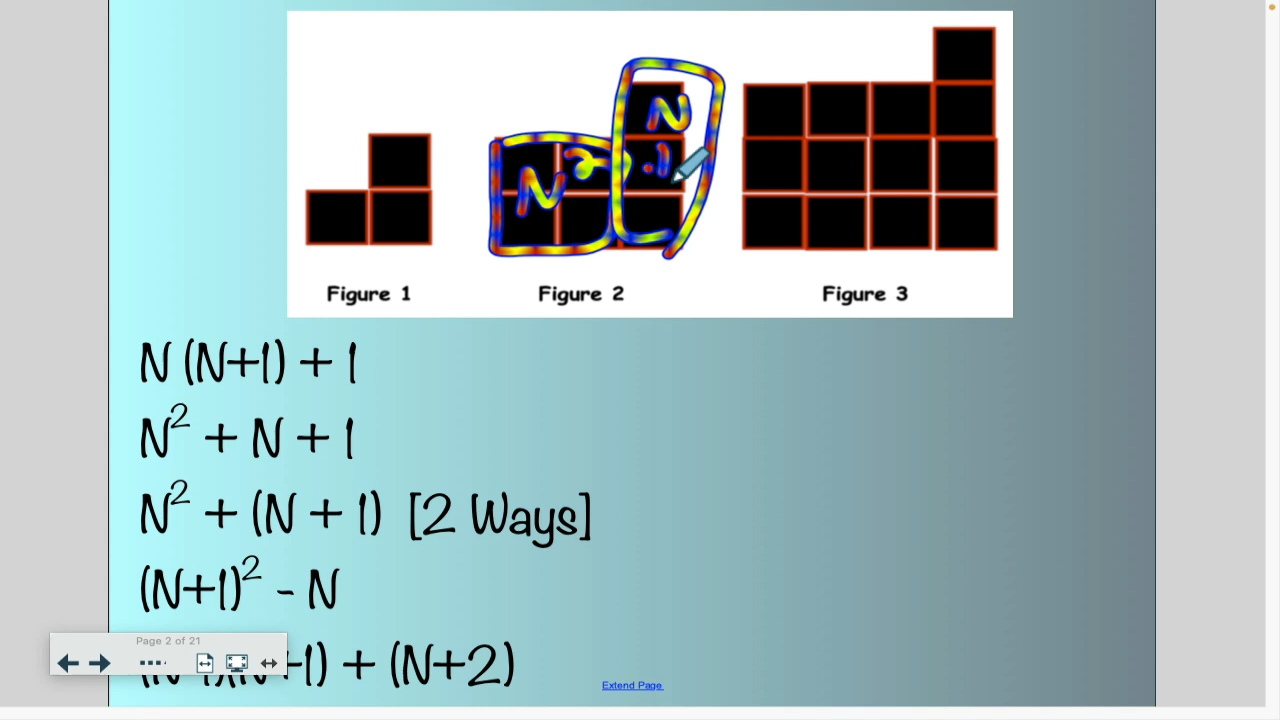 N
N²
Figure 1 Figure 2 Figure 3
N (N+1) + 1
N² + N + 1
N² + (N + 1) [2 Ways]
(N+1)² - N
+ (N+2)
Page 2 of 21
Extend Page